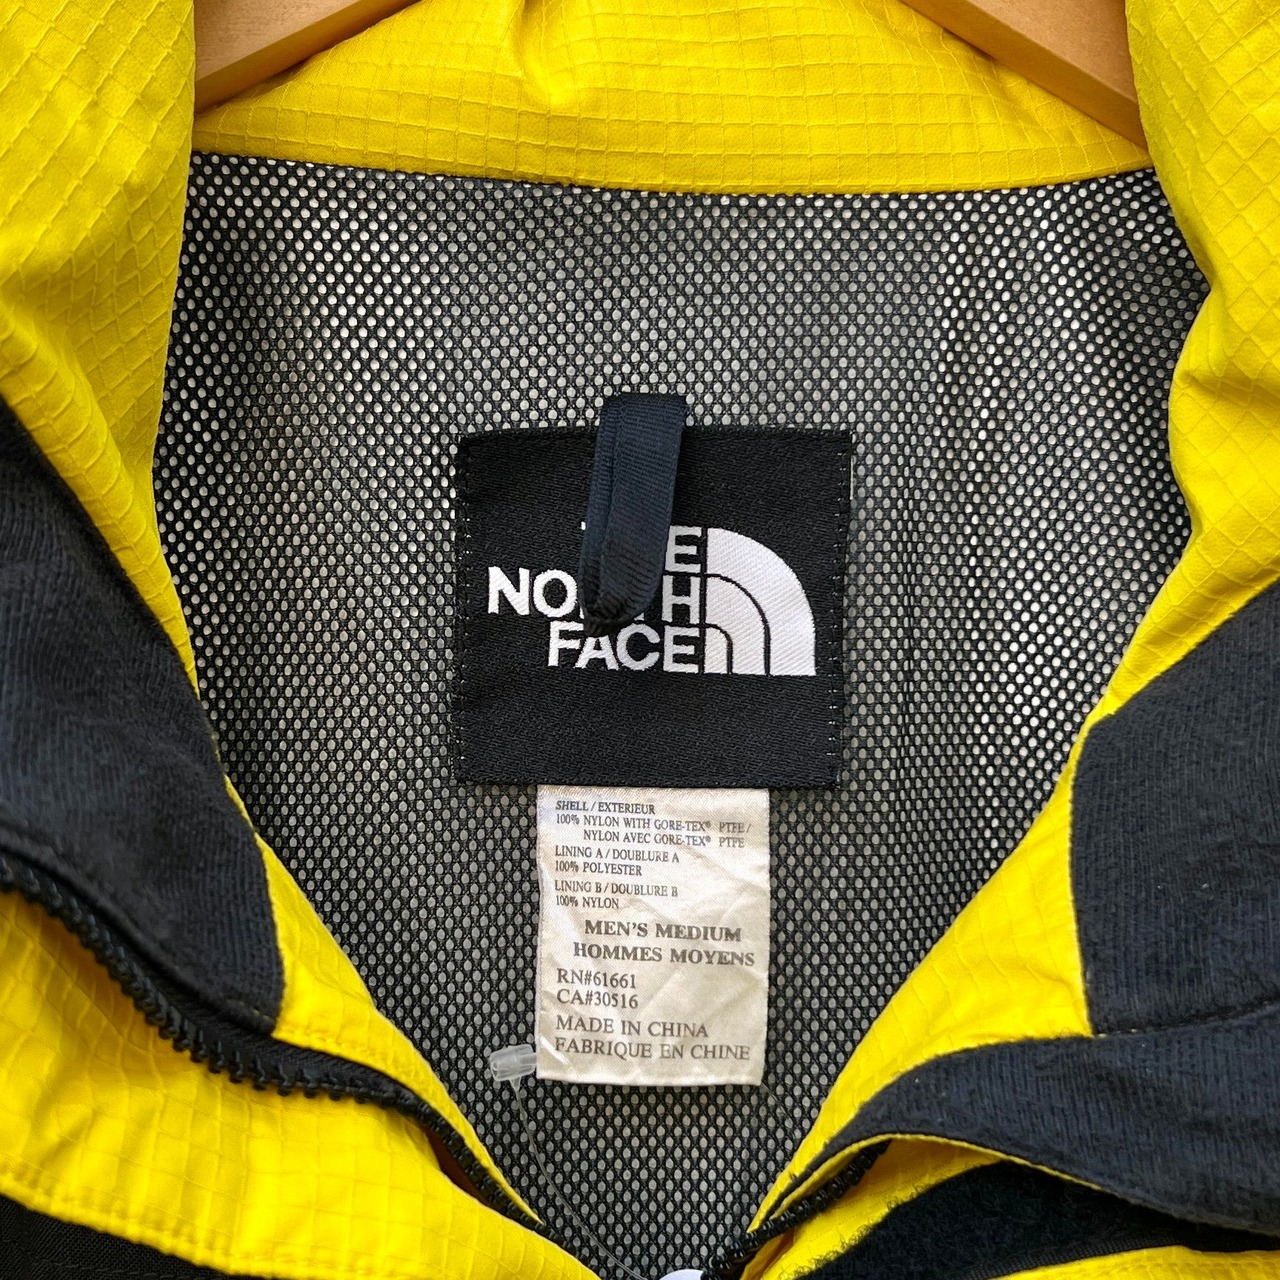 NORTH
FACE
SHELL / EXTERIEUR
100% NYLON WITH GORE-TEX® PTFE /
NYLON AVEC GORE-TEX® PTFE
LINING A / DOUBLURE A
100% POLYESTER
LINING B / DOUBLURE B
100% NYLON
MEN'S MEDIUM
HOMMES MOYENS
RN#61661
CA#30516
MADE IN CHINA
FABRIQUE EN CHINE